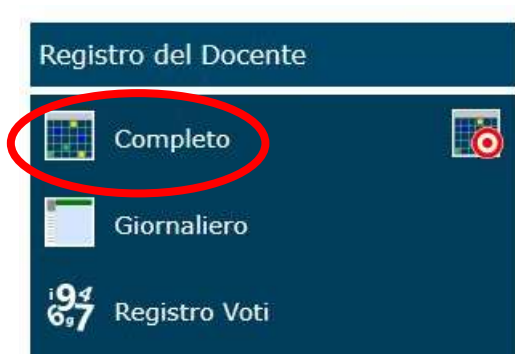 Registro del Docente
Completo
Giornaliero
Registro Voti